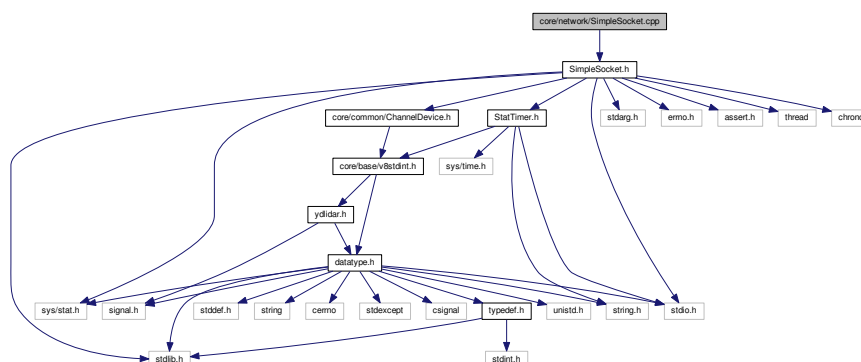 core/network/SimpleSocket.cpp
SimpleSocket.h
core/common/ChannelDevice.h
StatTimer.h
stdarg.h
errno.h
assert.h
thread
chrono
core/base/v8stdint.h
sys/time.h
ydlidar.h
datatype.h
sys/stat.h
signal.h
stddef.h
string
cerrno
stdexcept
csignal
typedef.h
unistd.h
string.h
stdio.h
stdlib.h
stdint.h